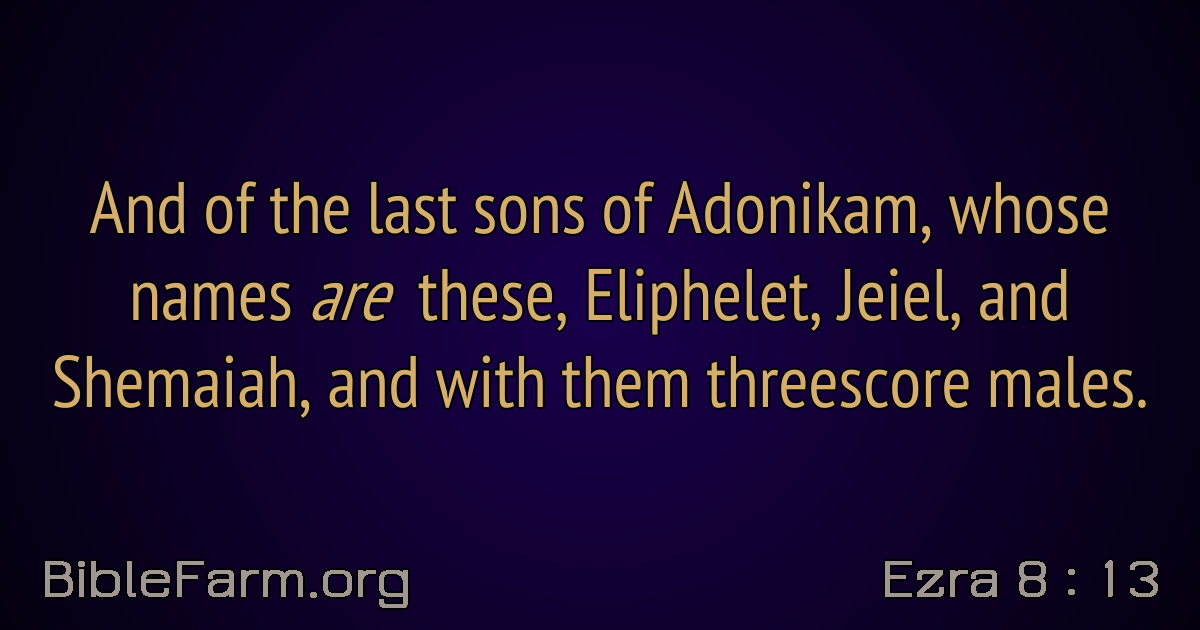 And of the last sons of Adonikam, whose
names are these, Eliphelet, Jeiel, and
Shemaiah, and with them threescore males.
BibleFarm.org
Ezra 8 : 13